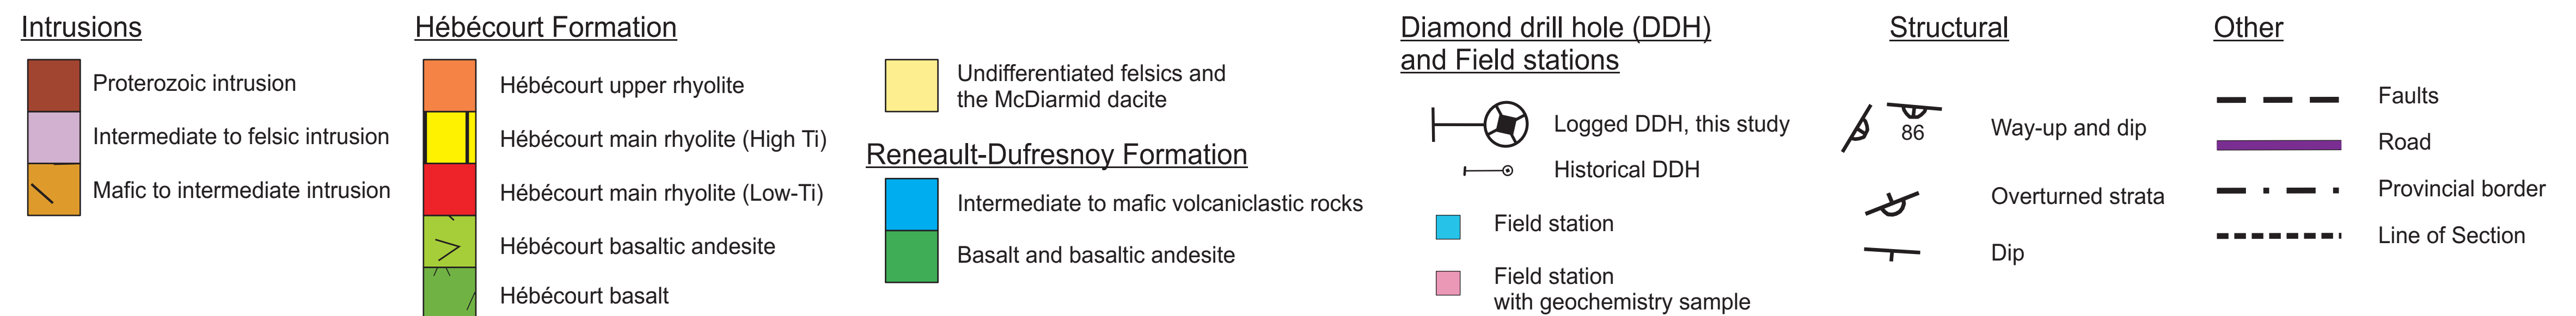 Intrusions
Proterozoic intrusion
Intermediate to felsic intrusion
Mafic to intermediate intrusion
Hébécourt Formation
Hébécourt upper rhyolite
Hébécourt main rhyolite (High Ti)
Hébécourt main rhyolite (Low-Ti)
Hébécourt basaltic andesite
Hébécourt basalt
Undifferentiated felsics and
the McDiarmid dacite
Reneault-Dufresnoy Formation
Intermediate to mafic volcaniclastic rocks
Basalt and basaltic andesite
Diamond drill hole (DDH)
and Field stations
Logged DDH, this study
Historical DDH
Field station
Field station
with geochemistry sample
Structural
86
Way-up and dip
Overturned strata
Dip
Other
Faults
Road
Provincial border
Line of Section